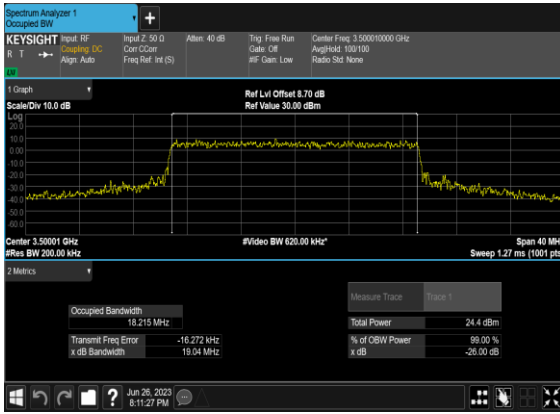 Spectrum Analyzer 1
Occupied BW
+
KEYSIGHT Input: RF Input Z: 50 Ω Atten: 40 dB Trig: Free Run Center Freq: 3.500010000 GHz
R T Coupling: DC Corr CCorr Gate: Off Avg|Hold: 100/100
Align: Auto Freq Ref: Int (S) #IF Gain: Low Radio Std: None
LW
1 Graph
Ref Lvl Offset 8.70 dB
Scale/Div 10.0 dB Ref Value 30.00 dBm
Log
20.0
10.0
0.00
-10.0
-20.0
-30.0
-40.0
-50.0
-60.0
Center 3.50001 GHz #Video BW 620.00 kHz* Span 40 MH
#Res BW 200.00 kHz Sweep 1.27 ms (1001 pts
2 Metrics
Measure Trace Trace 1
Occupied Bandwidth
18.215 MHz Total Power 24.4 dBm
Transmit Freq Error -16.272 kHz % of OBW Power 99.00 %
x dB Bandwidth 19.04 MHz x dB -26.00 dB
? Jun 26, 2023
8:11:27 PM